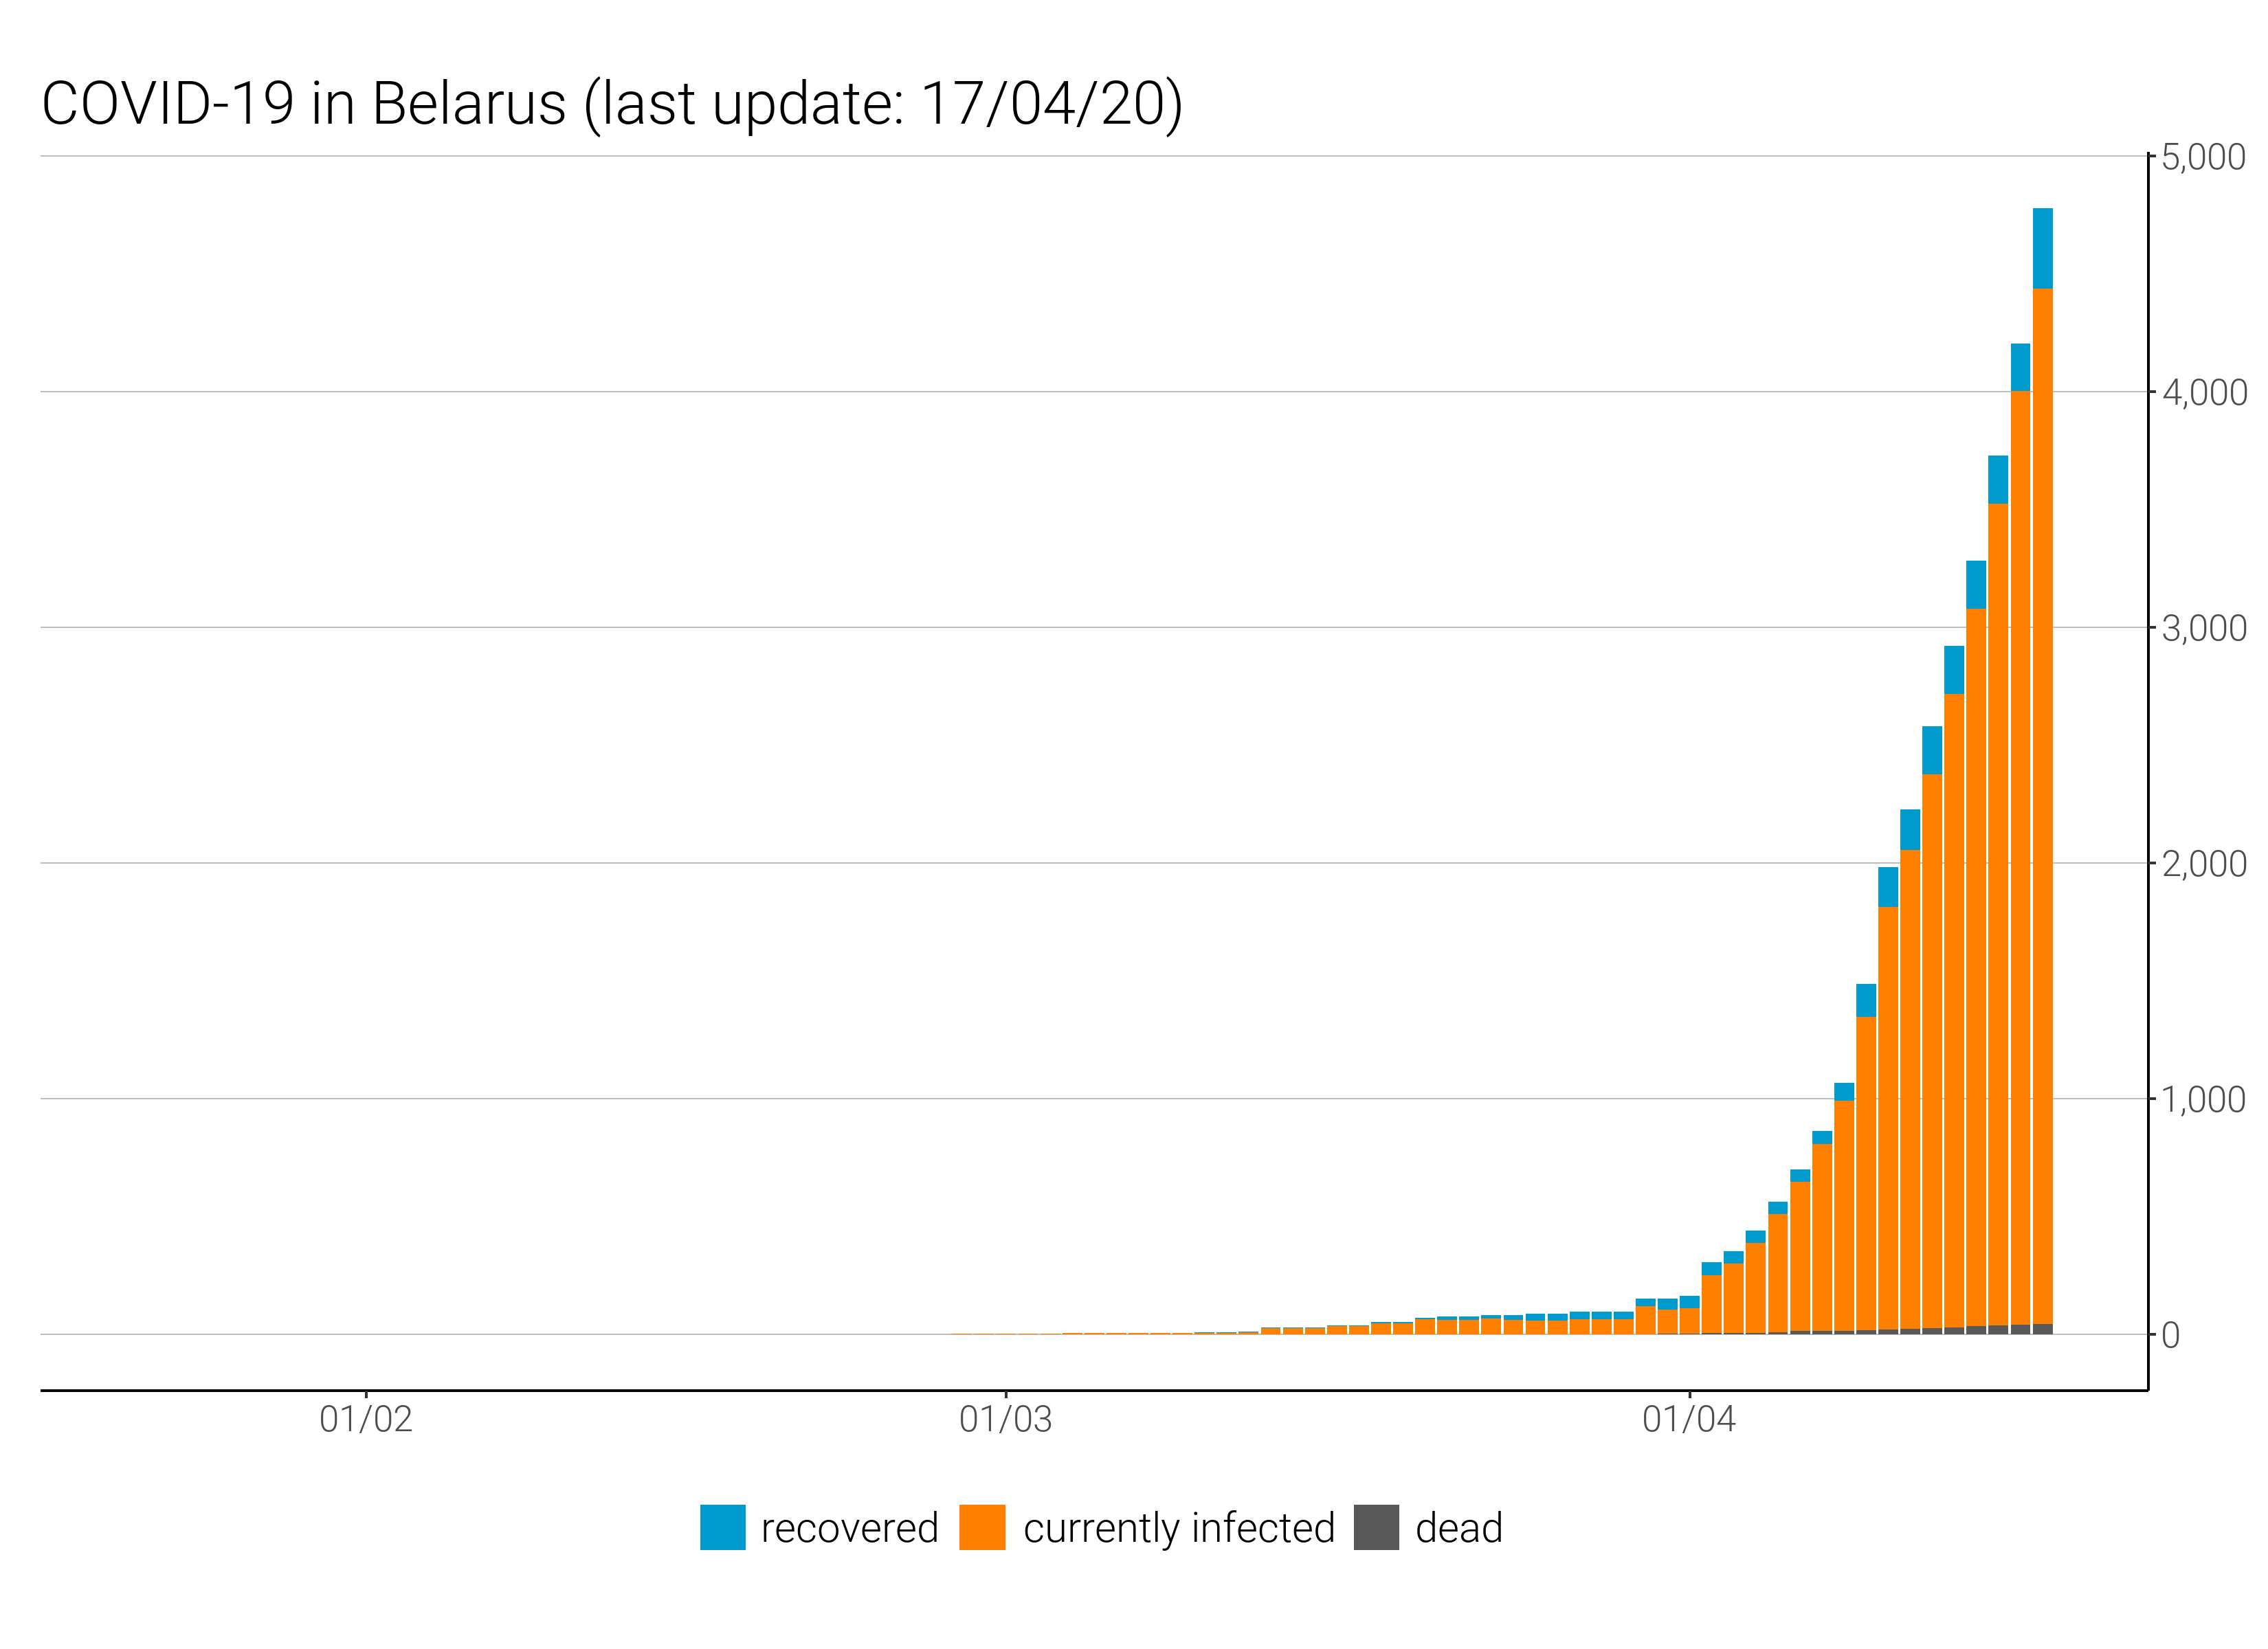 COVID-19 in Belarus (last update: 17/04/20)
5,000
4,000
3,000
2,000
1,000
0
01/02 01/03 01/04
recovered currently infected dead